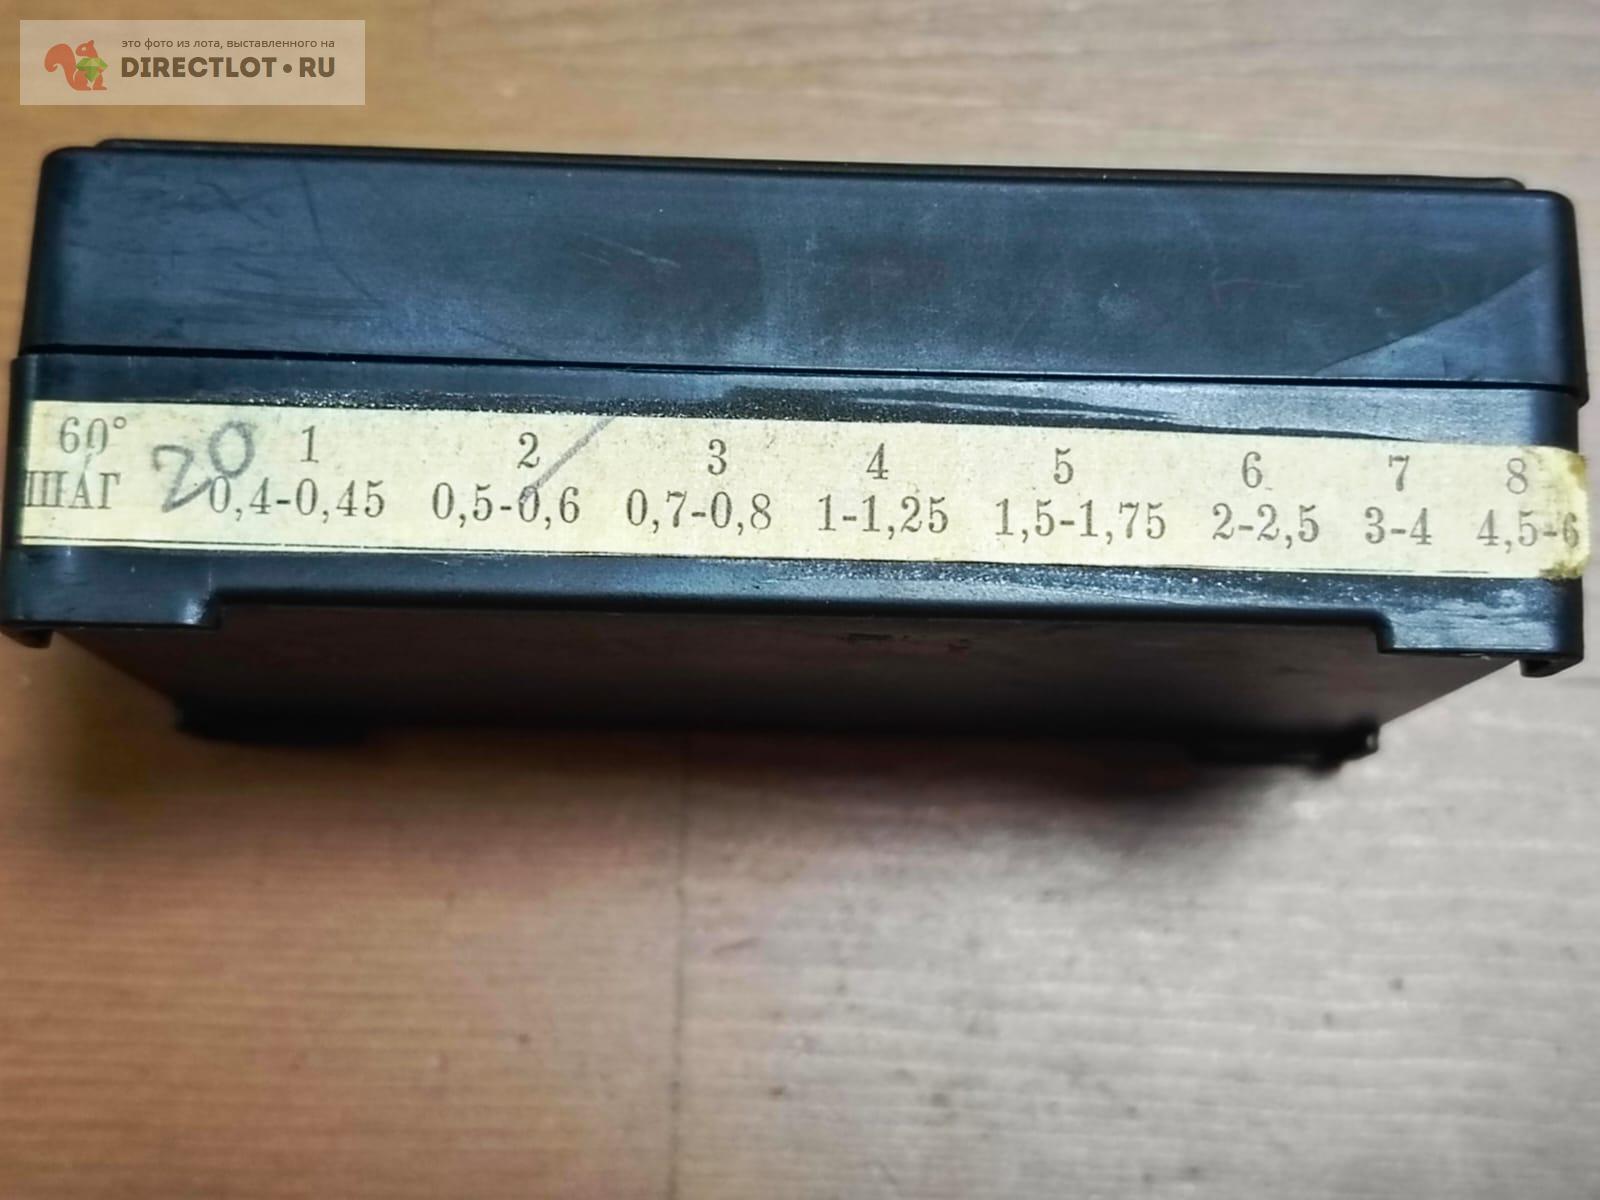 это фото из лота, выставленного на
DIRECTLOT•RU
60° 1 2 3 4 5 6 7 8
ШАГ 20 0,4-0,45 0,5-0,6 0,7-0,8 1-1,25 1,5-1,75 2-2,5 3-4 4,5-6